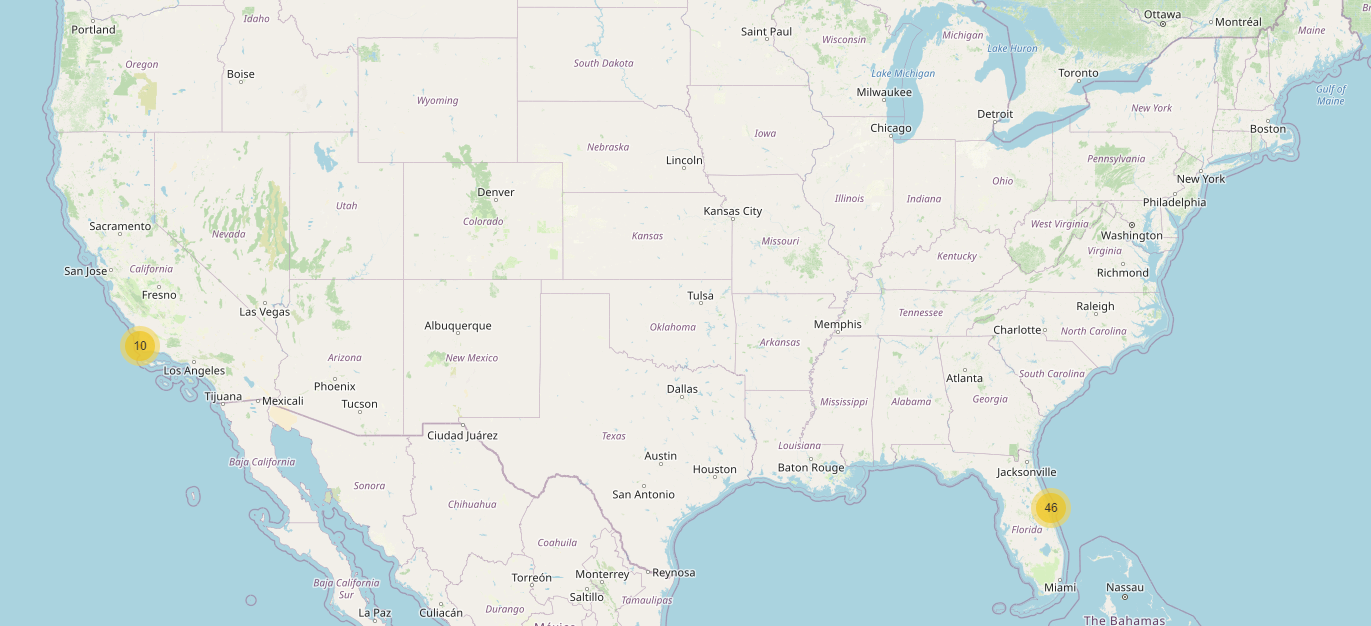 Portland
Idaho
Oregon
Boise
Wyoming
South Dakota
Saint Paul
Wisconsin
Michigan
Lake Huron
Lake Michigan
Milwaukee
Chicago
Detroit
Toronto
Ottawa
Montréal
Maine
Gulf of
Maine
New York
Boston
Iowa
Nebraska
Lincoln
Pennsylvania
New York
Philadelphia
Ohio
Indiana
Illinois
Kansas City
Denver
Colorado
Utah
Nevada
Sacramento
San Jose
California
Fresno
Las Vegas
Kansas
Missouri
West Virginia
Washington
Virginia
Richmond
Kentucky
Tulsa
Oklahoma
Memphis
Tennessee
Raleigh
Charlotte
North Carolina
Albuquerque
New Mexico
Arizona
Arkansas
10
Los Angeles
Phoenix
Tucson
Tijuana
Mexicali
Dallas
Atlanta
South Carolina
Georgia
Alabama
Mississippi
Ciudad Juárez
Texas
Louisiana
Baton Rouge
Austin
Houston
San Antonio
Jacksonville
46
Florida
Miami
Nassau
The Bahamas
Baja California
Sonora
Chihuahua
Coahuila
Baja California
Sur
La Paz
Culiacán
Torreón
Durango
Monterrey
Saltillo
Reynosa
Tamaulipas